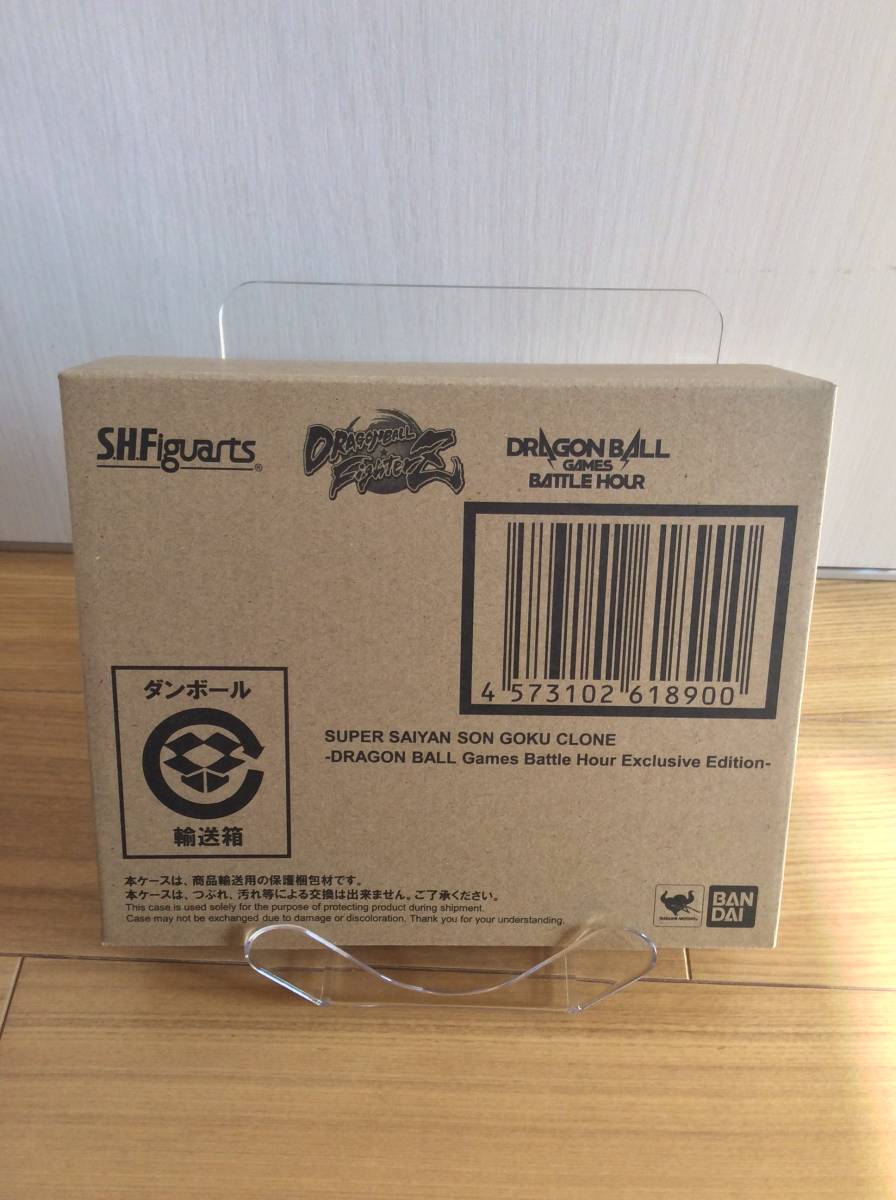 S.H.Figuarts®
DRAGONBALL
FighterZ
DRAGON BALL
GAMES
BATTLE HOUR
4 573102 618900
ダンボール
輸送箱
SUPER SAIYAN SON GOKU CLONE
-DRAGON BALL Games Battle Hour Exclusive Edition-
本ケースは、商品輸送用の保護梱包材です。
本ケースは、つぶれ、汚れ等による交換は出来ません。ご了承ください。
This case is used solely for the purpose of protecting product during shipment.
Case may not be exchanged due to damage or discoloration. Thank you for your understanding.
BAN
DAI